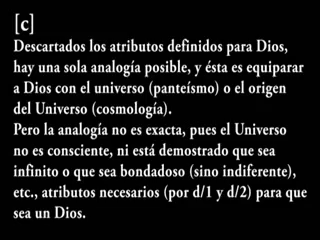 [c]
Descartados los atributos definidos para Dios,
hay una sola analogía posible, y ésta es equiparar
a Dios con el universo (panteísmo) o el origen
del Universo (cosmología).
Pero la analogía no es exacta, pues el Universo
no es consciente, ni está demostrado que sea
infinito o que sea bondadoso (sino indiferente),
etc., atributos necesarios (por d/1 y d/2) para que
sea un Dios.